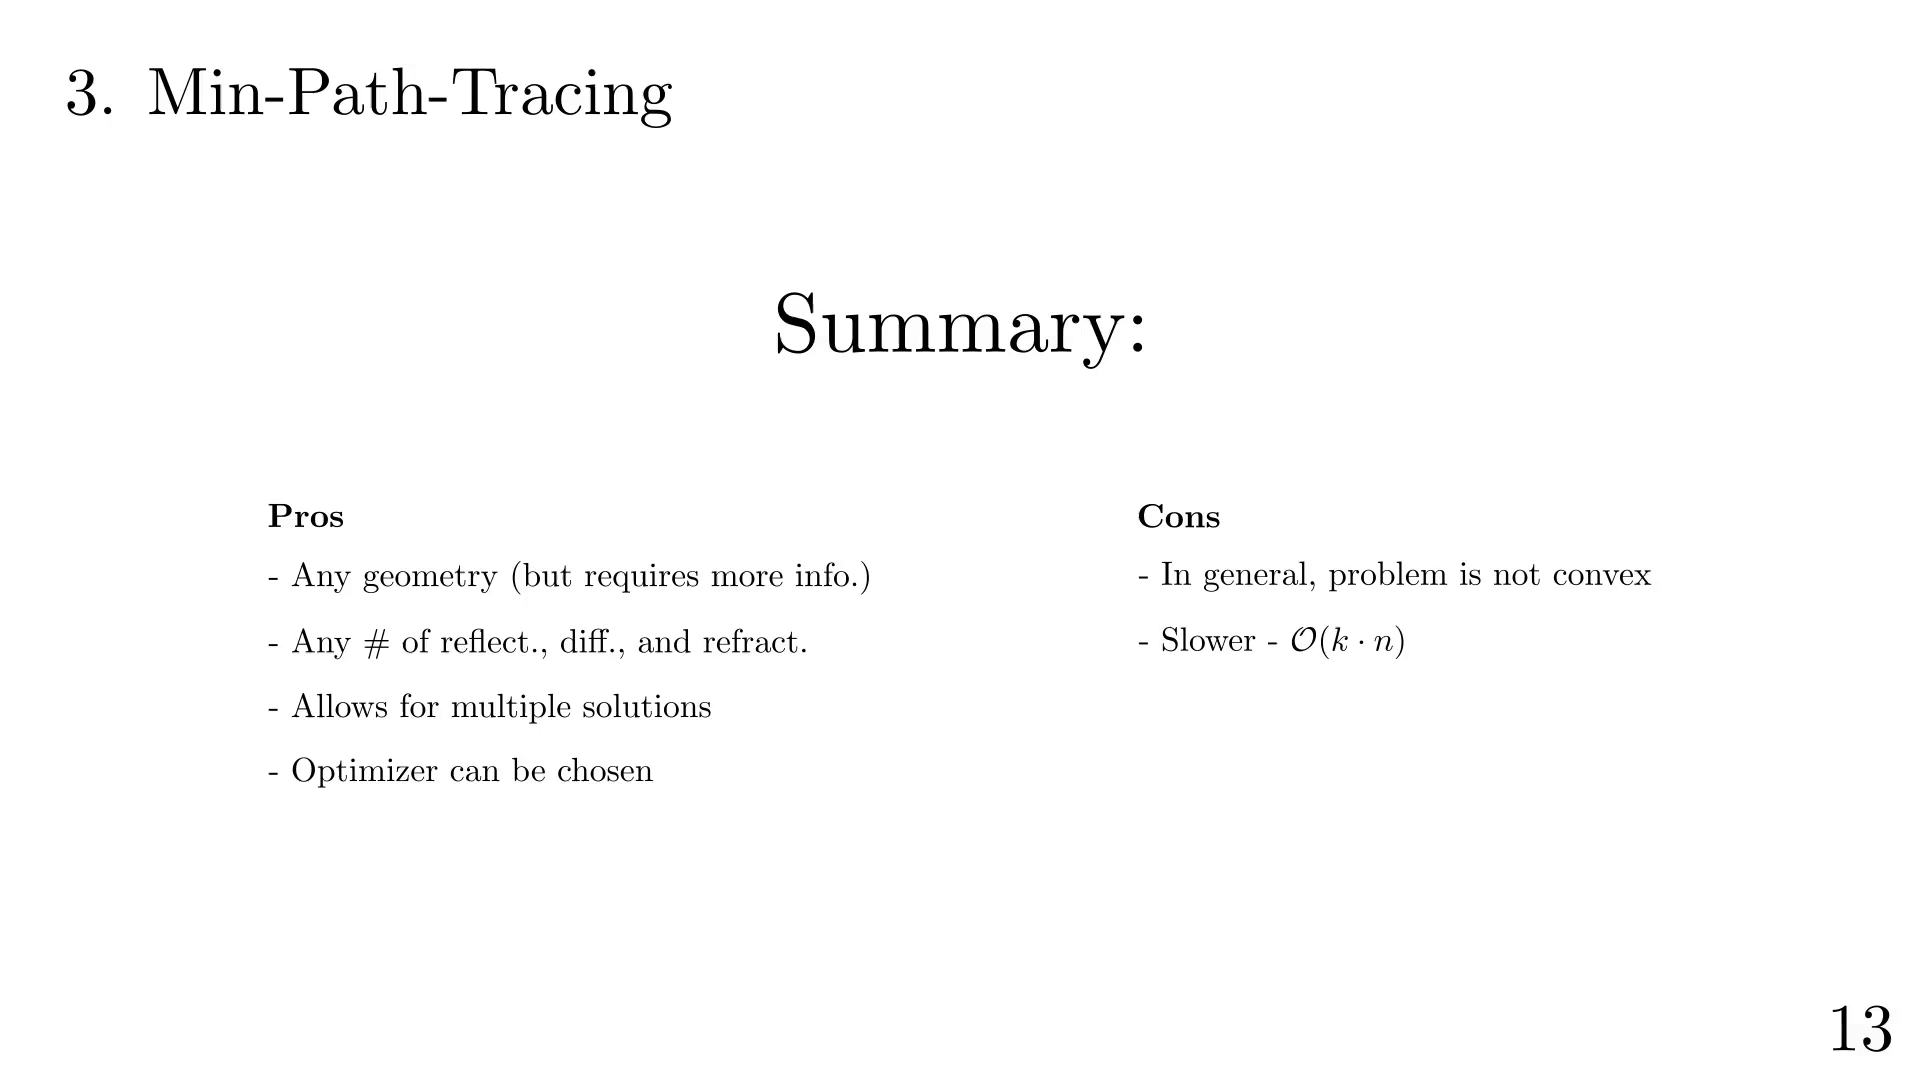 3. Min-Path-Tracing
Summary:
Pros
- Any geometry (but requires more info.)
- Any # of reflect., diff., and refract.
- Allows for multiple solutions
- Optimizer can be chosen
Cons
- In general, problem is not convex
- Slower - 𝒪(k · n)
13